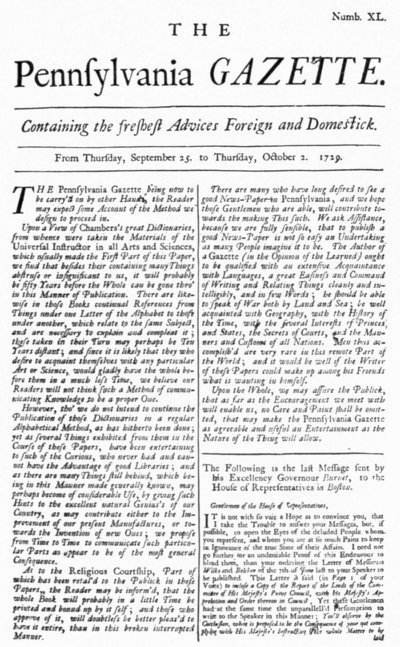 Numb. XL.
THE
Pennſylvania GAZETTE.
Containing the freſheſt Advices Foreign and Domeſtick.
From Thurſday, September 25. to Thurſday, October 2. 1729.
THE Pennſylvania Gazette being now to
be carry'd on by other Hands, the Reader
may expect ſome Account of the Method we
deſign to proceed in.
Upon a View of Chambers's great Dictionaries,
from whence were taken the Materials of the
Univerſal Inſtructor in all Arts and Sciences,
which uſually made the Firſt Part of this Paper,
we find that beſides their containing many Things
abſtruſe or inſignificant to us, it will probably
be fifty Years before the Whole can be gone thro'
in this Manner of Publication. There are like-
wiſe in thoſe Books continual References from
Things under one Letter of the Alphabet to thoſe
under another, which relate to the ſame Subject,
and are neceſſary to explain and compleat it;
theſe taken in their Turn may perhaps be Ten
Years diſtant; and ſince it is likely that they who
deſire to acquaint themſelves with any particular
Art or Science, would gladly have the whole be-
fore them in a much leſs Time, we believe our
Readers will not think ſuch a Method of commu-
nicating Knowledge to be a proper One.
However, tho' we do not intend to continue the
Publication of thoſe Dictionaries in a regular
Alphabetical Method, as has hitherto been done;
yet as ſeveral Things exhibited from them in the
Courſe of theſe Papers, have been entertaining
to ſuch of the Curious, who never had and can-
not have the Advantage of good Libraries; and
as there are many Things ſtill behind, which be-
ing in this Manner made generally known, may
perhaps become of conſiderable Uſe, by giving ſuch
Hints to the excellent natural Genius's of our
Country, as may contribute either to the Im-
provement of our preſent Manufactures, or to-
wards the Invention of new Ones; we propoſe
from Time to Time to communicate ſuch particu-
lar Parts as appear to be of the moſt general
Conſequence.
As to the Religious Courtſhip, Part of
which has been retal'd to the Publick in theſe
Papers, the Reader may be inform'd, that the
whole Book will probably in a little Time be
printed and bound up by it ſelf; and thoſe who
approve of it, will doubtleſs be better pleas'd to
have it entire, than in this broken interrupted
Manner.
There are many who have long deſired to ſee a
good News-Paper in Pennſylvania, and we hope
thoſe Gentlemen who are able, will contribute to-
wards the making This ſuch. We ask Aſſiſtance,
becauſe we are fully ſenſible, that to publiſh a
good News-Paper is not ſo eaſy an Undertaking
as many People imagine it to be. The Author of
a Gazette (in the Opinion of the Learned) ought
to be qualified with an extenſive Acquaintance
with Languages, a great Eaſineſs and Command
of Writing and Relating Things cleanly and in-
telligibly, and in few Words; he ſhould be able
to ſpeak of War both by Land and Sea; be well
acquainted with Geography, with the Hiſtory of
the Time, with the ſeveral Intereſts of Princes,
and States, the Secrets of Courts, and the Man-
ners and Cuſtoms of all Nations. Men thus ac-
compliſh'd are very rare in this remote Part of
the World; and it would be well if the Writer
of theſe Papers could make up among his Friends
what is wanting in himſelf.
Upon the Whole, we may aſſure the Publick,
that as far as the Encouragement we meet with
will enable us, no Care and Pains ſhall be omit-
ted, that may make the Pennſylvania Gazette
as agreeable and uſeful an Entertainment as the
Nature of the Thing will allow.
The Following is the laſt Meſſage ſent by
his Excellency Governour Burnet, to the
Houſe of Repreſentatives in Boſton.
Gentlemen of the Houſe of Repreſentatives,
IT is not with ſo vain a Hope as to convince you, that
I take the Trouble to anſwer your Meſſages, but, if
poſſible, to open the Eyes of the deluded People whom
you repreſent, and whom you are at ſo much Pains to keep
in Ignorance of the true State of their Affairs. I need not
go further for an undeniable Proof of this Endeavour to
blind them, than your ordering the Letter of Meſſieurs
Wilks and Belcher of the 7th of June laſt to your Speaker to
be publiſhed. This Letter is ſaid (in Page 1 of your
Votes) to incloſe a Copy of the Report of the Lords of the Com-
mittee of His Majeſty's Privy Council, with his Majeſty's Ap-
probation and Order thereon in Council. Yet theſe Gentlemen
had at the ſame time the unparallell'd Preſumption to
write to the Speaker in this Manner; You'll obſerve by the
Concluſion, what is propoſed to be the Conſequence of your not com-
plying with His Majeſty's Inſtruction (the whole Matter to be
laid